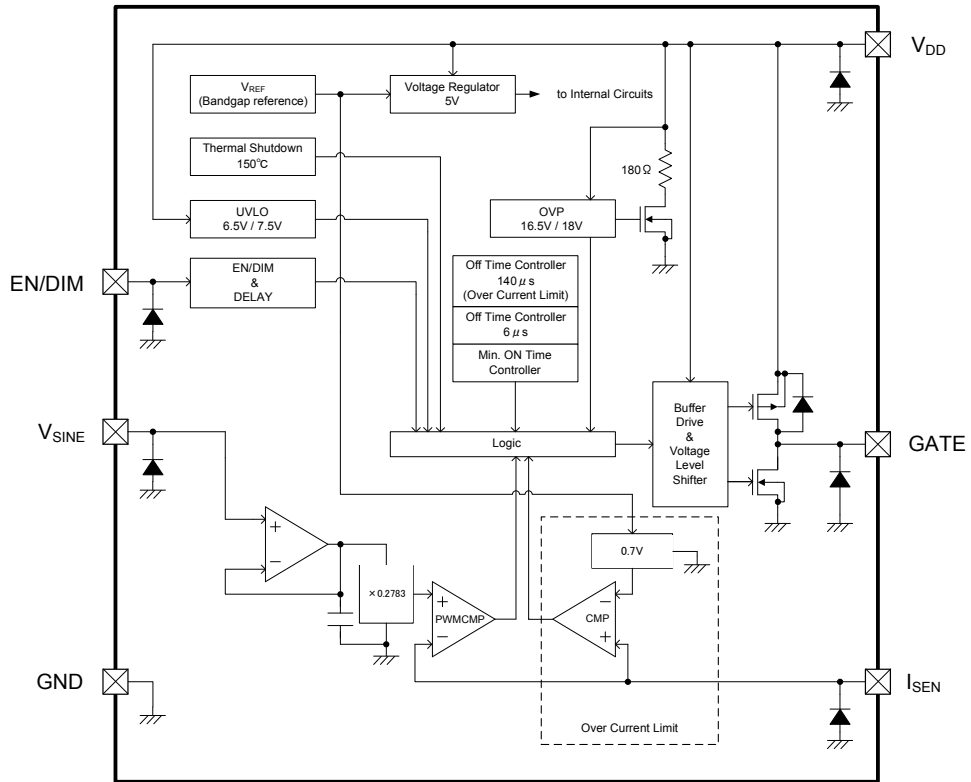 V_DD
V_REF
(Bandgap reference)
Voltage Regulator
5V
to Internal Circuits
Thermal Shutdown
150℃
180Ω
UVLO
6.5V / 7.5V
OVP
16.5V / 18V
EN/DIM
EN/DIM
&
DELAY
Off Time Controller
140μs
(Over Current Limit)
Off Time Controller
6μs
Min. ON Time
Controller
V_SINE
Logic
Buffer
Drive
&
Voltage
Level
Shifter
GATE
+
−
×0.2783
+
PWMCMP
−
0.7V
−
CMP
+
GND
I_SEN
Over Current Limit